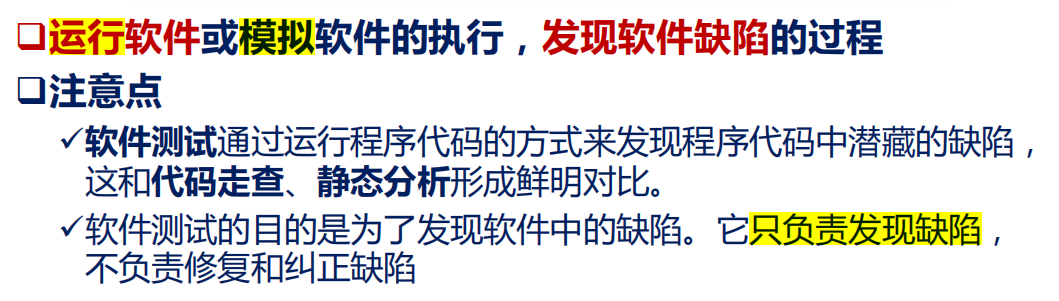 ❑运行软件或模拟软件的执行，发现软件缺陷的过程
❑注意点
✓软件测试通过运行程序代码的方式来发现程序代码中潜藏的缺陷，
这和代码走查、静态分析形成鲜明对比。
✓软件测试的目的是为了发现软件中的缺陷。它只负责发现缺陷，
不负责修复和纠正缺陷